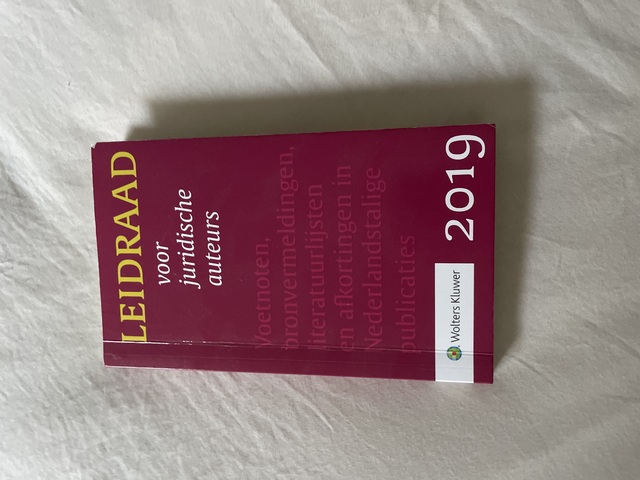 LEIDRAAD
voor
juridische
auteurs
Voetnoten,
bronvermeldingen,
literatuurlijsten
en afkortingen in
Nederlandstalige
publicaties
2019
Wolters Kluwer